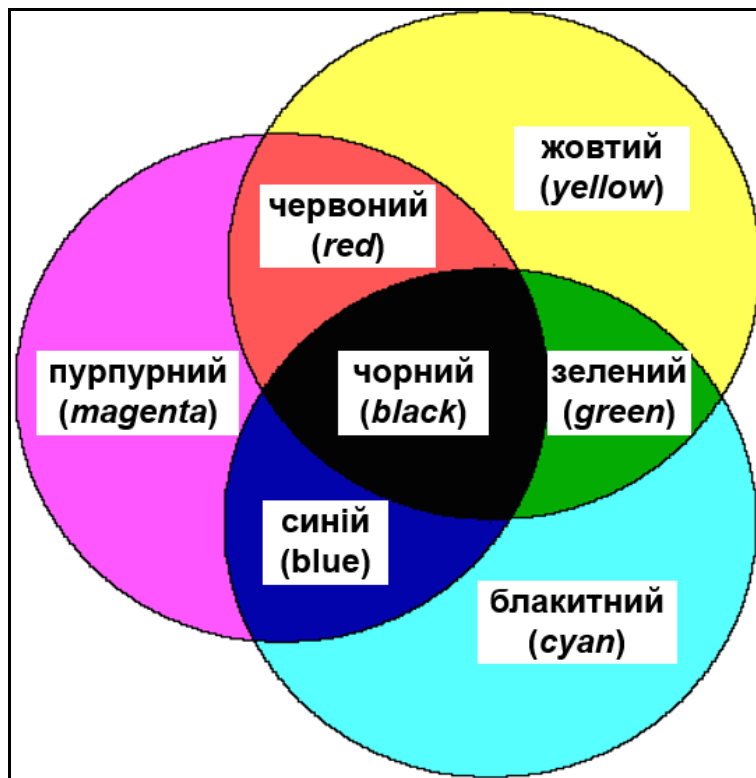 жовтий
(yellow)
червоний
(red)
пурпурний
(magenta)
чорний
(black)
зелений
(green)
синій
(blue)
блакитний
(cyan)